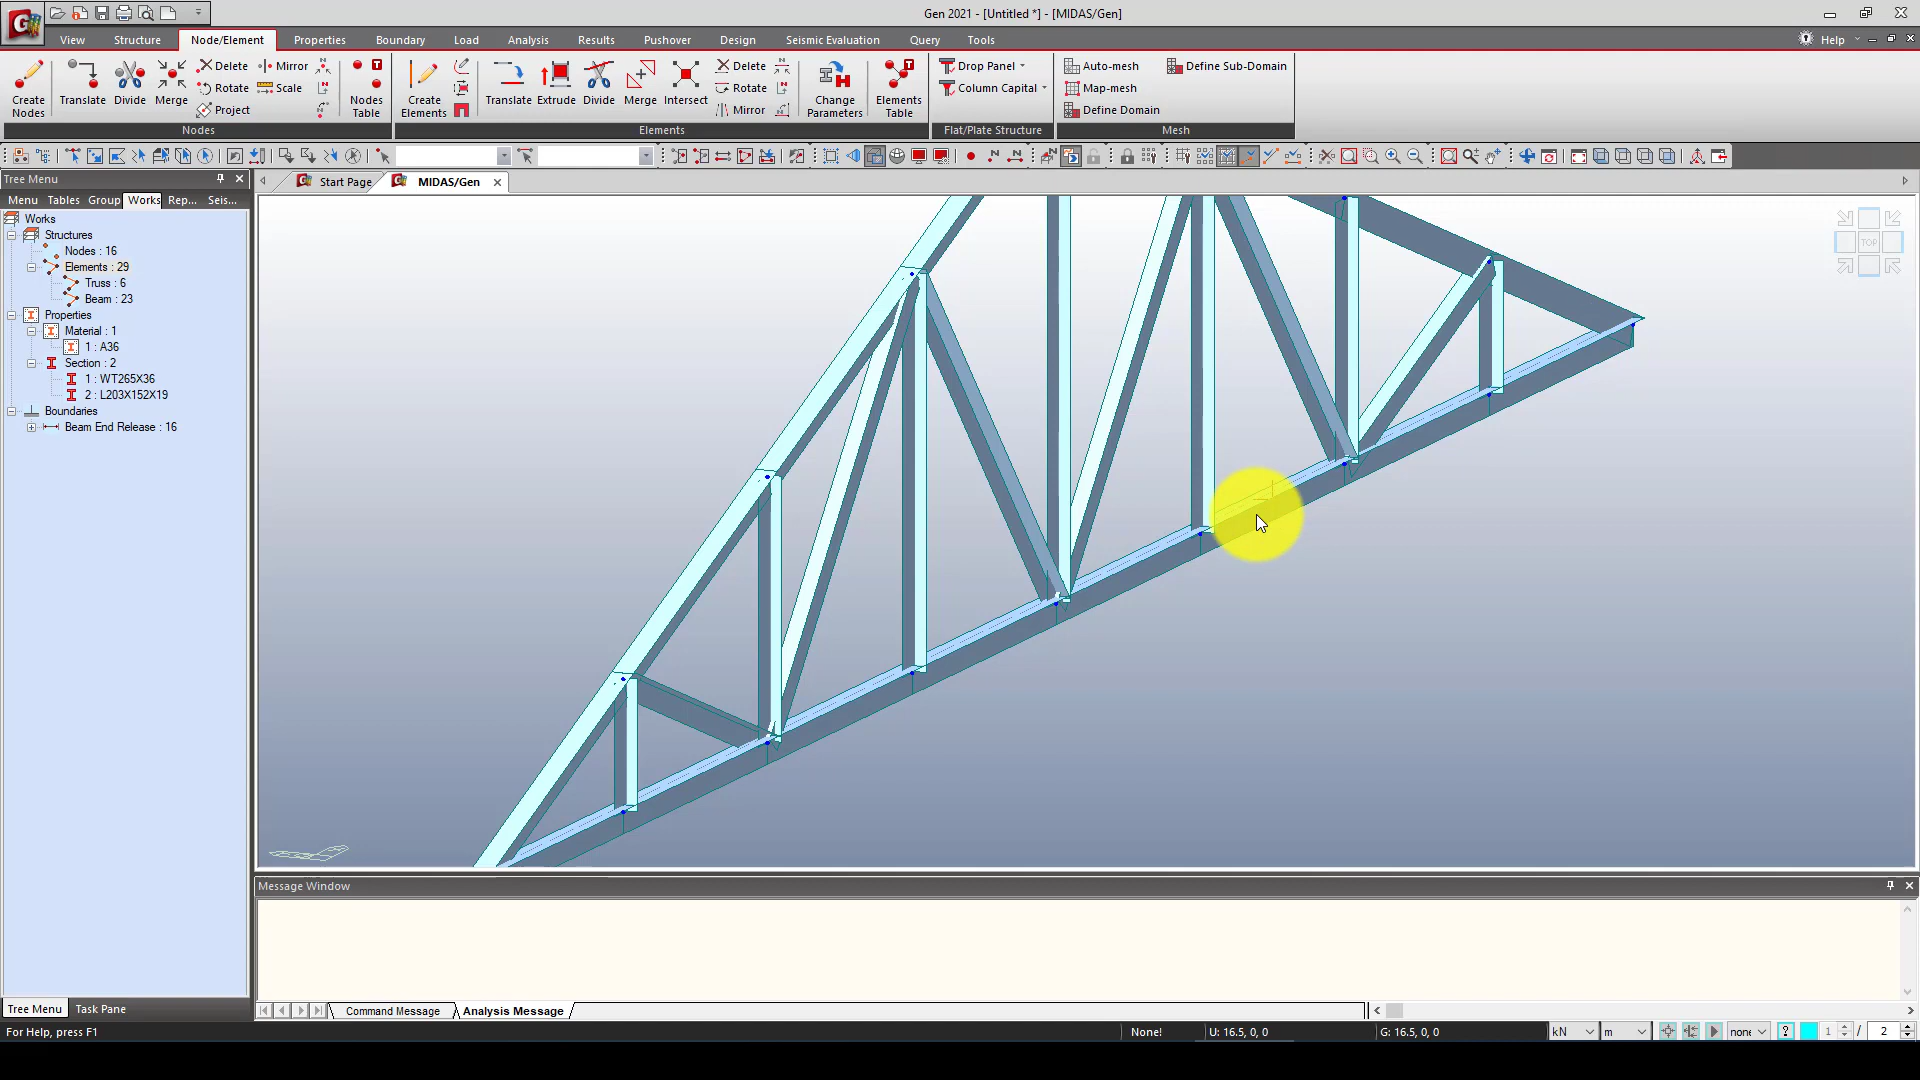 Gen 2021 - [Untitled *] - [MIDAS/Gen]
View Structure Node/Element Properties Boundary Load Analysis Results Pushover Design Seismic Evaluation Query Tools Help
Create Nodes Translate Divide Merge Delete Rotate Project Mirror Scale Nodes Table
Create Elements Translate Extrude Divide Merge Intersect Delete Rotate Mirror Change Parameters Elements Table
Drop Panel Column Capital
Auto-mesh Map-mesh Define Domain Define Sub-Domain
Nodes Elements Flat/Plate Structure Mesh
Tree Menu
Start Page MIDAS/Gen
Menu Tables Group Works Rep... Seis...
Works
Structures
Nodes : 16
Elements : 29
Truss : 6
Beam : 23
Properties
Material : 1
1 : A36
Section : 2
1 : WT265X36
2 : L203X152X19
Boundaries
Beam End Release : 16
TOP
Message Window
Tree Menu Task Pane
Command Message Analysis Message
For Help, press F1
None! U: 16.5, 0, 0 G: 16.5, 0, 0 kN m none ? 1 / 2